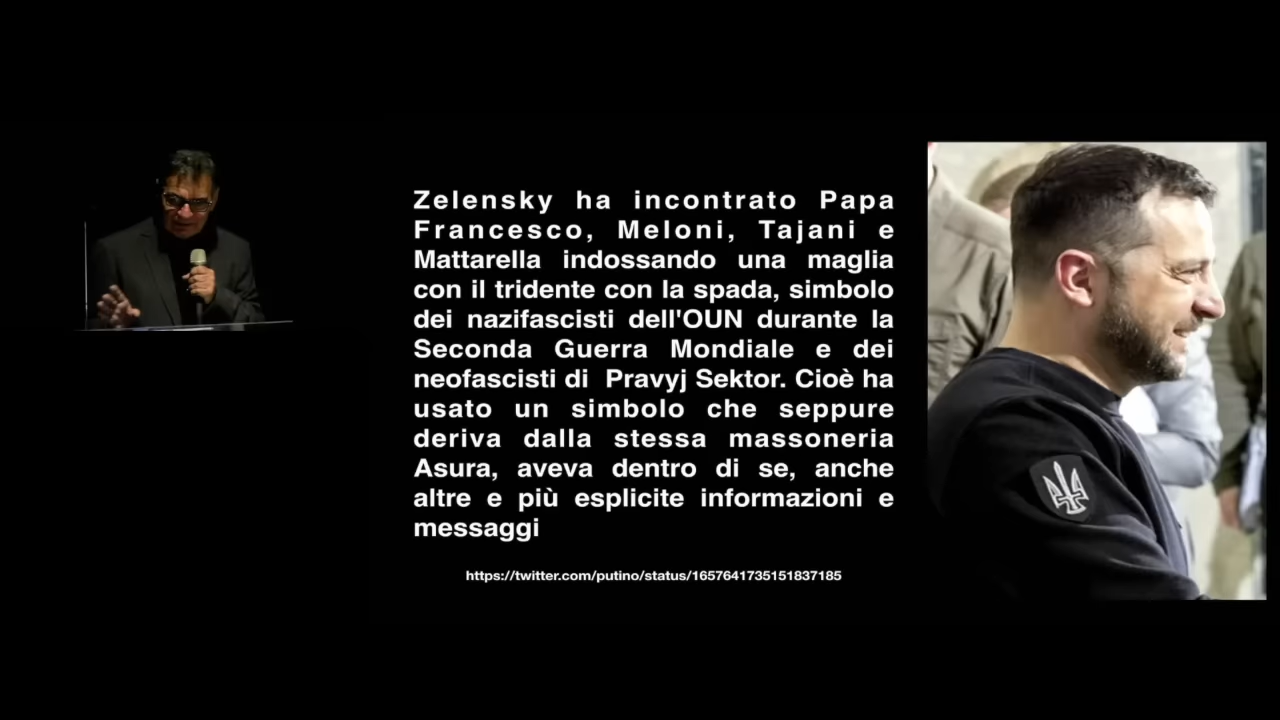 Zelensky ha incontrato Papa
Francesco, Meloni, Tajani e
Mattarella indossando una maglia
con il tridente con la spada, simbolo
dei nazifascisti dell'OUN durante la
Seconda Guerra Mondiale e dei
neofascisti di Pravyj Sektor. Cioè ha
usato un simbolo che seppure
deriva dalla stessa massoneria
Asura, aveva dentro di se, anche
altre e più esplicite informazioni e
messaggi
https://twitter.com/putino/status/1657641735151837185